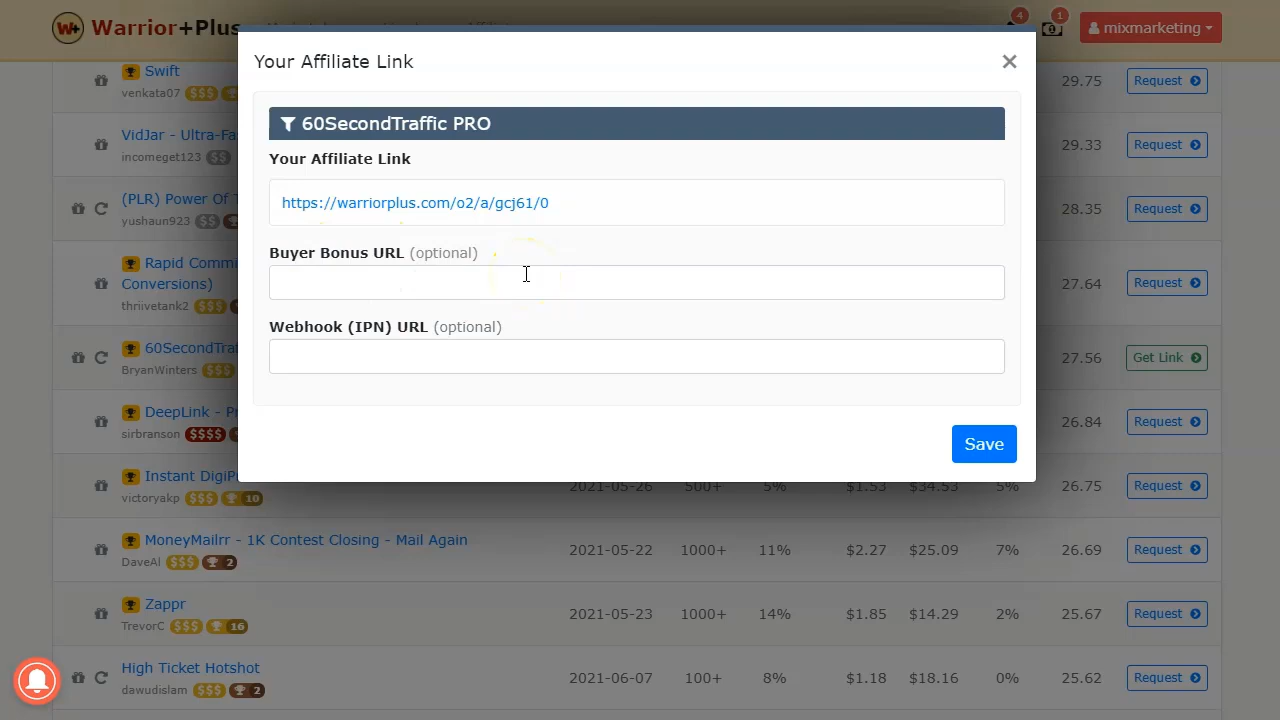 Warrior+Plus
4
1
mixmarketing
Your Affiliate Link
×
60SecondTraffic PRO
Your Affiliate Link
https://warriorplus.com/o2/a/gcj61/0
Buyer Bonus URL (optional)
Webhook (IPN) URL (optional)
Save
Swift
venkata07 $$$
29.75 Request
VidJar - Ultra-Fa
incomeget123 $$
29.33 Request
(PLR) Power Of T
yushaun923 $$
28.35 Request
Rapid Commi
Conversions)
thriivetank2 $$$
27.64 Request
60SecondTraf
BryanWinters $$$
27.56 Get Link
DeepLink - Pr
sirbranson $$$$
26.84 Request
Instant DigiPr
victoryakp $$$ 10
2021-05-26 500+ 5% $1.53 $34.53 5% 26.75 Request
MoneyMailrr - 1K Contest Closing - Mail Again
DaveAl $$$ 2
2021-05-22 1000+ 11% $2.27 $25.09 7% 26.69 Request
Zappr
TrevorC $$$ 16
2021-05-23 1000+ 14% $1.85 $14.29 2% 25.67 Request
High Ticket Hotshot
dawudislam $$$ 2
2021-06-07 100+ 8% $1.18 $18.16 0% 25.62 Request